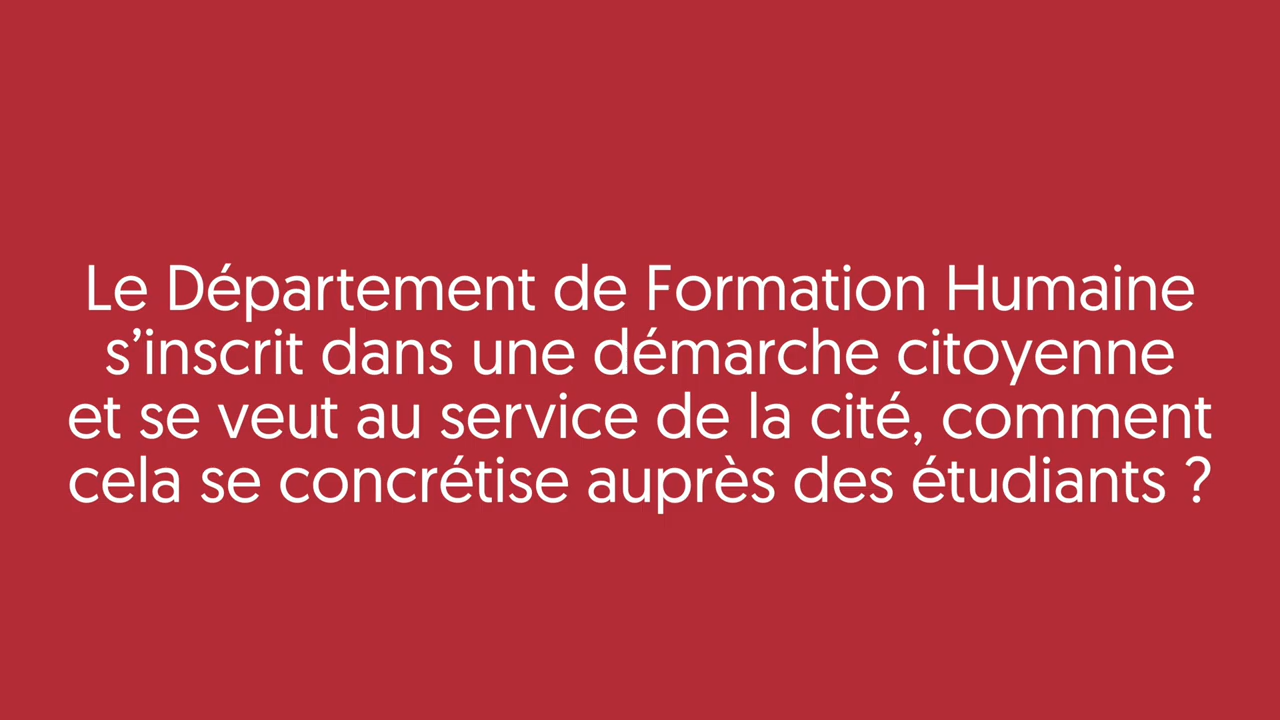 Le Département de Formation Humaine
s’inscrit dans une démarche citoyenne
et se veut au service de la cité, comment
cela se concrétise auprès des étudiants ?